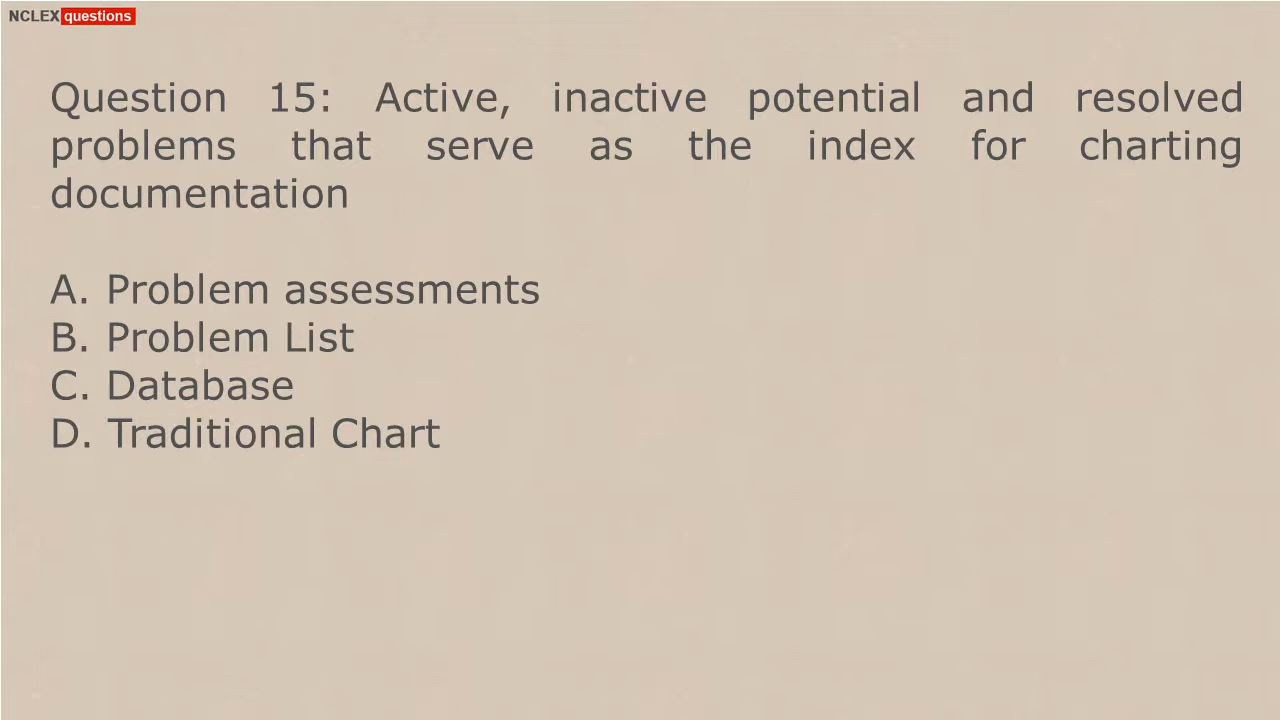 NCLEX questions
Question 15: Active, inactive potential and resolved
problems that serve as the index for charting
documentation
A. Problem assessments
B. Problem List
C. Database
D. Traditional Chart